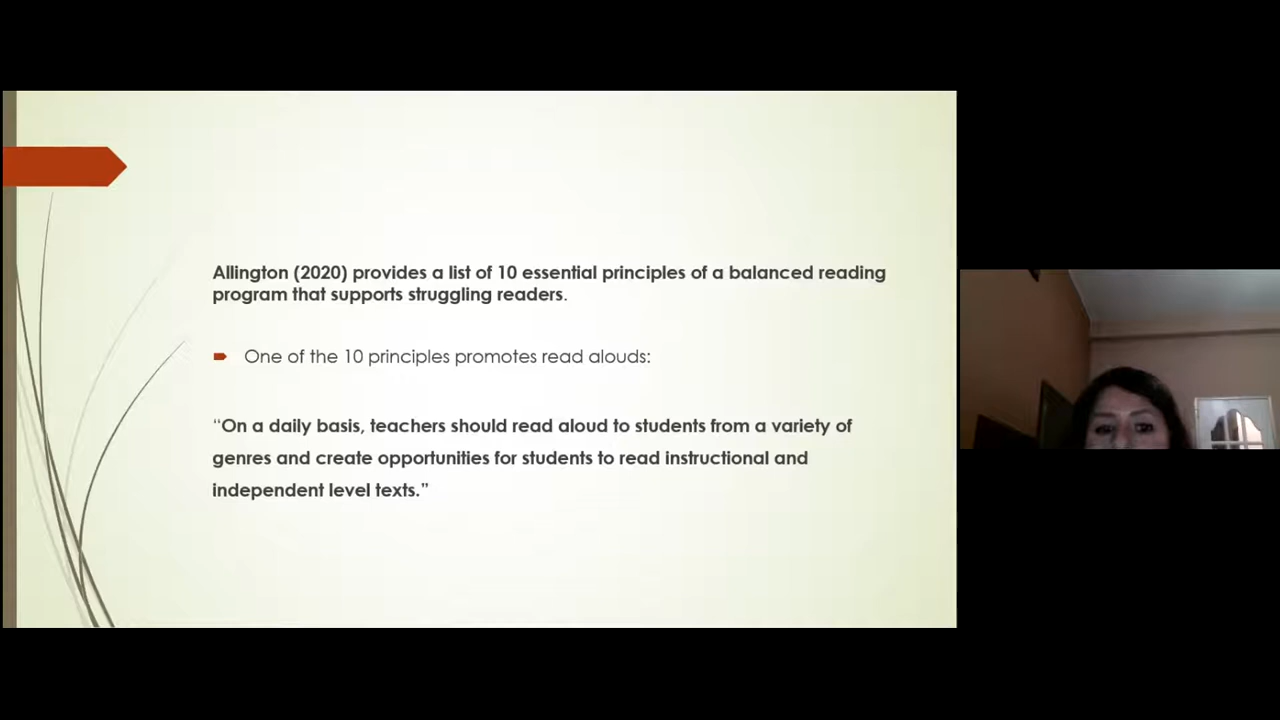 Allington (2020) provides a list of 10 essential principles of a balanced reading
program that supports struggling readers.
One of the 10 principles promotes read alouds:
“On a daily basis, teachers should read aloud to students from a variety of
genres and create opportunities for students to read instructional and
independent level texts.”